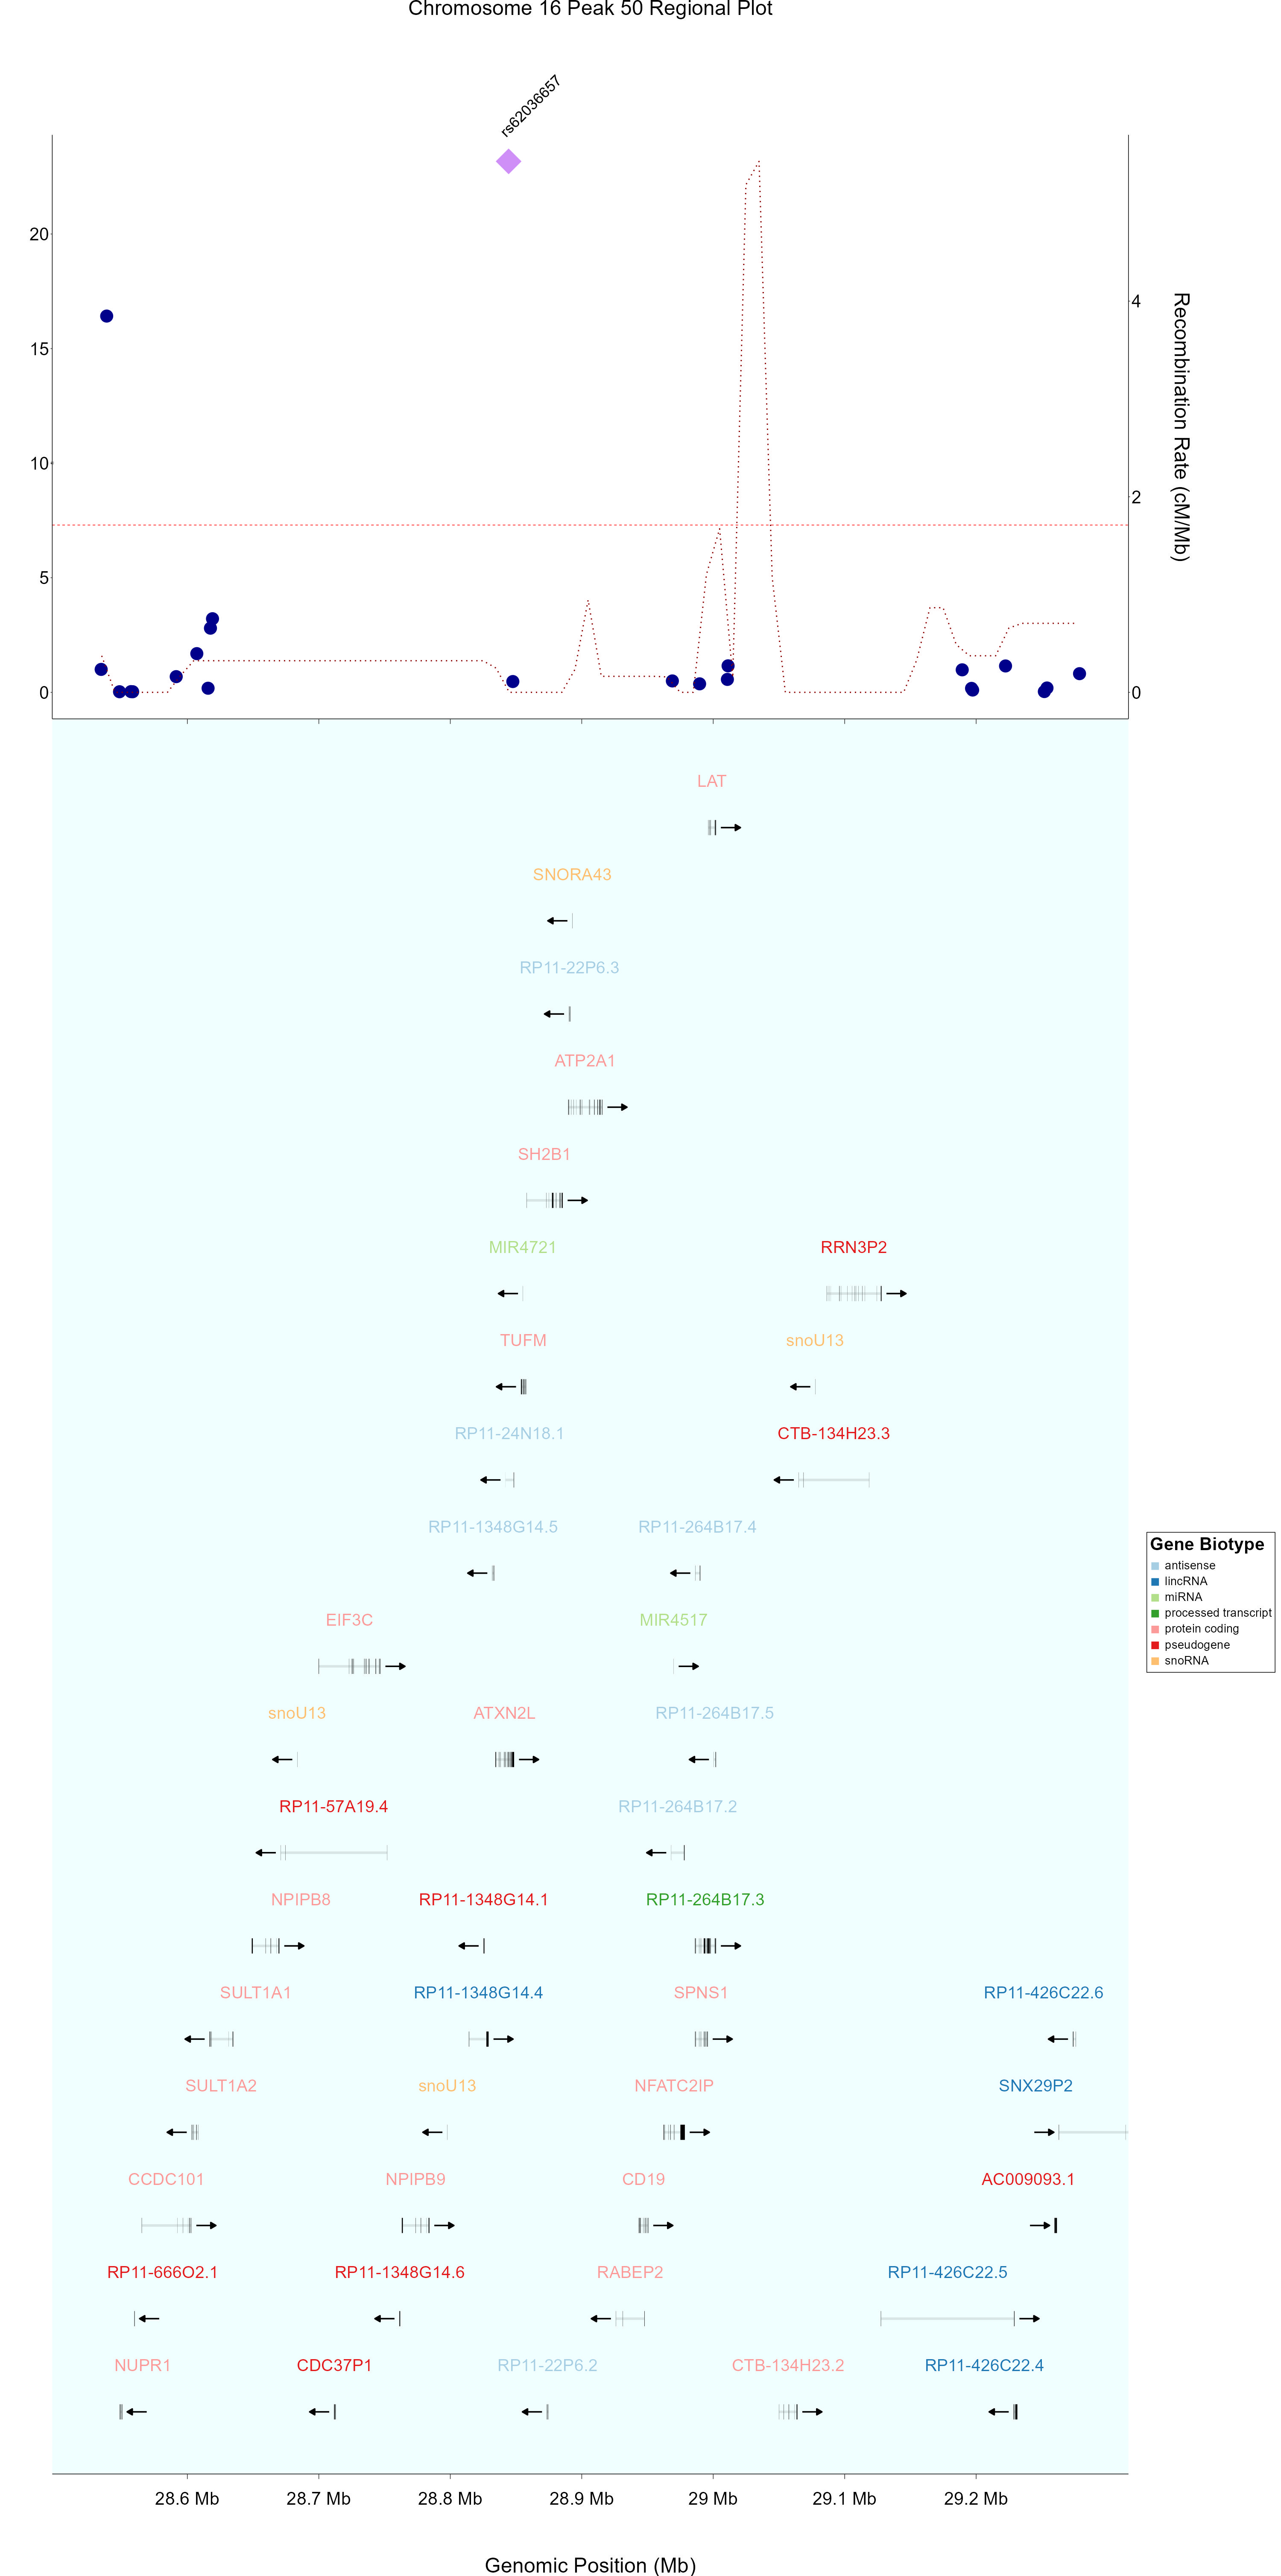 Chromosome 16 Peak 50 Regional Plot
rs62036657
20
15
10
5
0
4
2
0
Recombination Rate (cM/Mb)
LAT
SNORA43
RP11-22P6.3
ATP2A1
SH2B1
MIR4721
RRN3P2
TUFM
snoU13
RP11-24N18.1
CTB-134H23.3
RP11-1348G14.5
RP11-264B17.4
EIF3C
MIR4517
snoU13
ATXN2L
RP11-264B17.5
RP11-57A19.4
RP11-264B17.2
NPIPB8
RP11-1348G14.1
RP11-264B17.3
SULT1A1
RP11-1348G14.4
SPNS1
RP11-426C22.6
SULT1A2
snoU13
NFATC2IP
SNX29P2
CCDC101
NPIPB9
CD19
AC009093.1
RP11-666O2.1
RP11-1348G14.6
RABEP2
RP11-426C22.5
NUPR1
CDC37P1
RP11-22P6.2
CTB-134H23.2
RP11-426C22.4
Gene Biotype
antisense
lincRNA
miRNA
processed transcript
protein coding
pseudogene
snoRNA
28.6 Mb
28.7 Mb
28.8 Mb
28.9 Mb
29 Mb
29.1 Mb
29.2 Mb
Genomic Position (Mb)